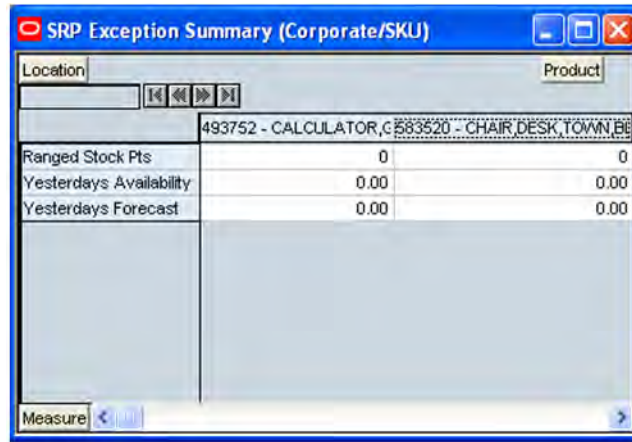 SRP Exception Summary (Corporate/SKU)
Location
Product
493752 - CALCULATOR,C 583520 - CHAIR,DESK,TOWN,BE
Ranged Stock Pts 0 0
Yesterdays Availability 0.00 0.00
Yesterdays Forecast 0.00 0.00
Measure